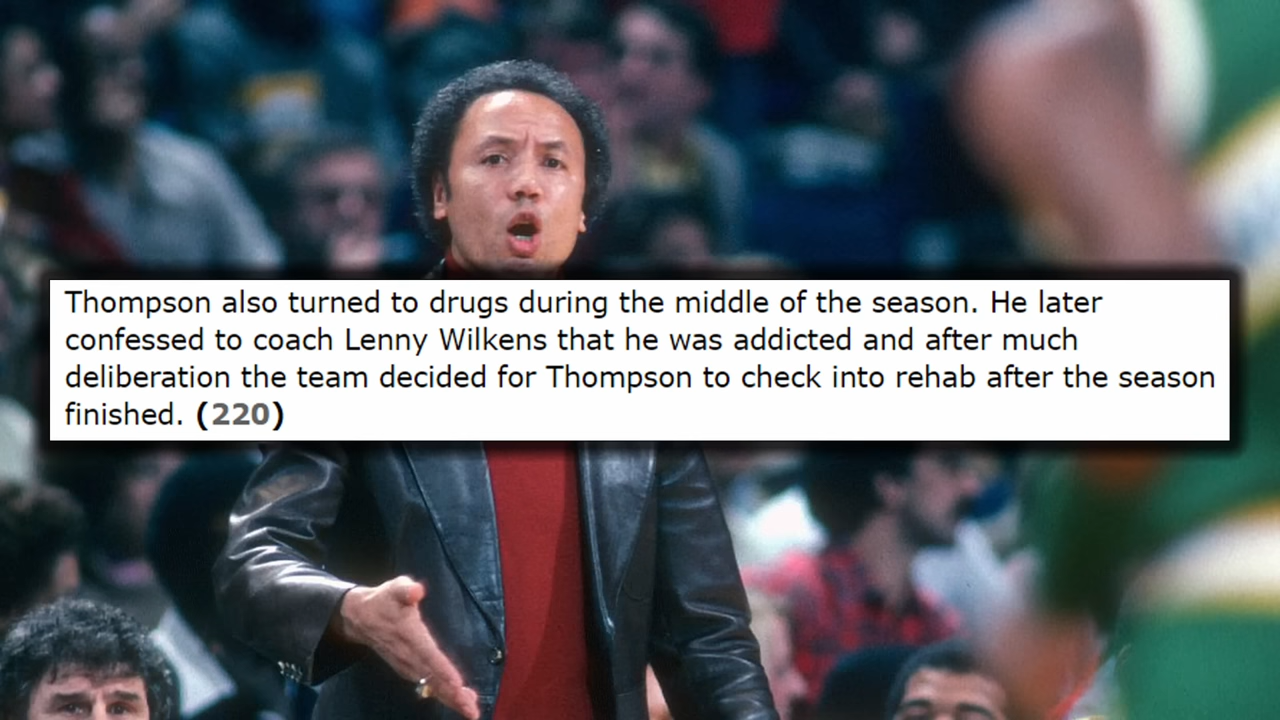 Thompson also turned to drugs during the middle of the season. He later
confessed to coach Lenny Wilkens that he was addicted and after much
deliberation the team decided for Thompson to check into rehab after the season
finished. (220)